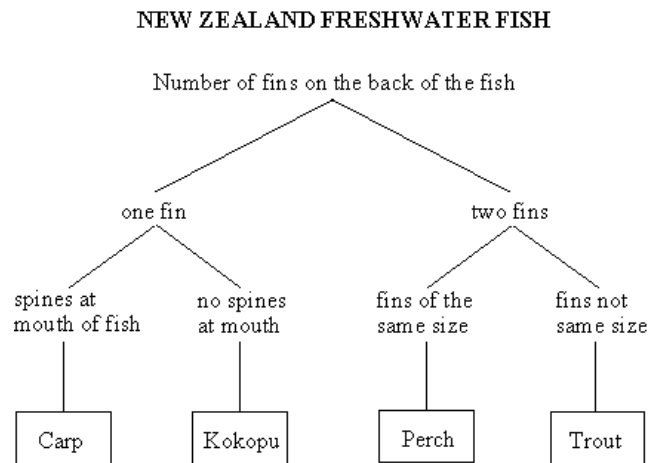 NEW ZEALAND FRESHWATER FISH
Number of fins on the back of the fish
one fin
two fins
spines at
mouth of fish
no spines
at mouth
fins of the
same size
fins not
same size
Carp
Kokopu
Perch
Trout